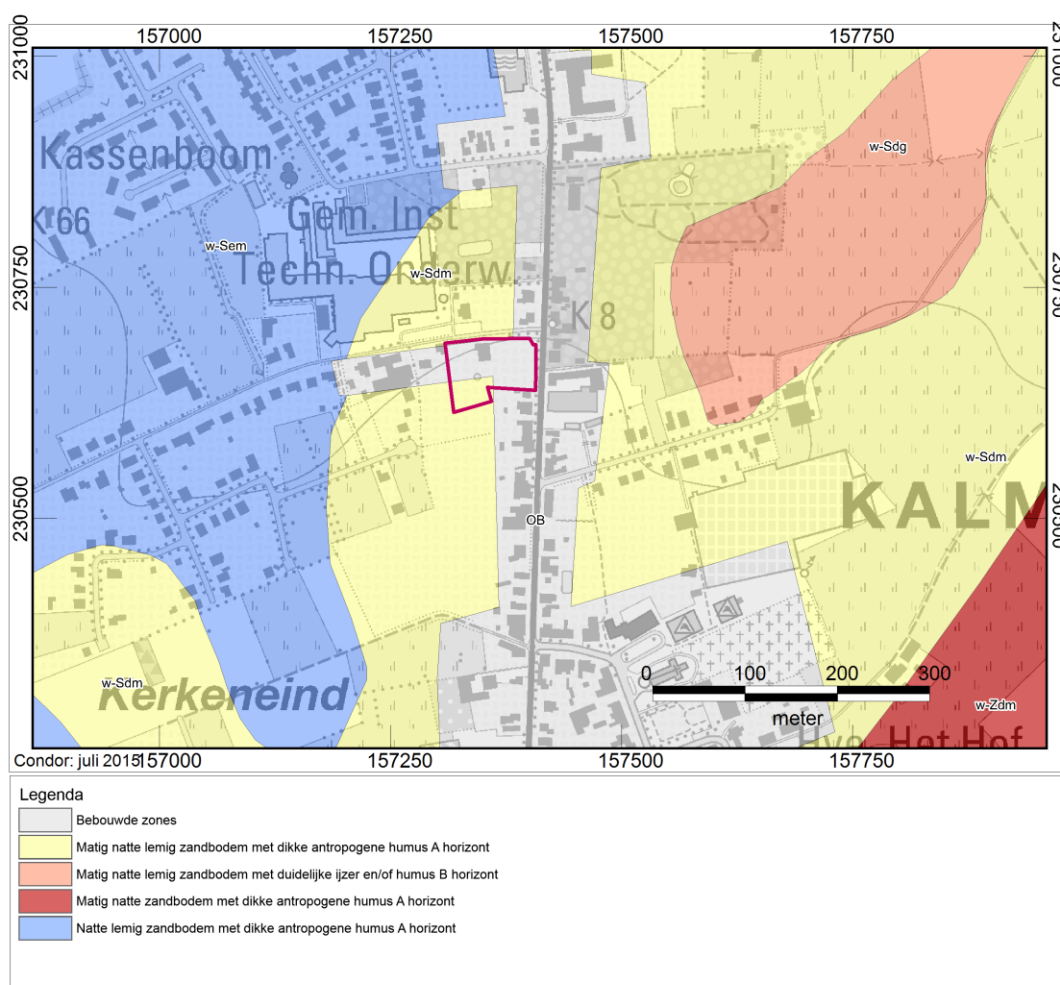 157000 157250 157500 157750
231000
231000
Kassenboom
w-Sdg
K 66
Gem. Inst
w-Sem
Techn. Onderw.
w-Sdm
230750
230750
K 8
w-Sdm
KALM
230500
230500
OB
w-Sdm
Kerkeneind
0 100 200 300
meter
w-Zdm
Het Hof
Condor: juli 2015
157000 157250 157500 157750
Legenda
Bebouwde zones
Matig natte lemig zandbodem met dikke antropogene humus A horizont
Matig natte lemig zandbodem met duidelijke ijzer en/of humus B horizont
Matig natte zandbodem met dikke antropogene humus A horizont
Natte lemig zandbodem met dikke antropogene humus A horizont